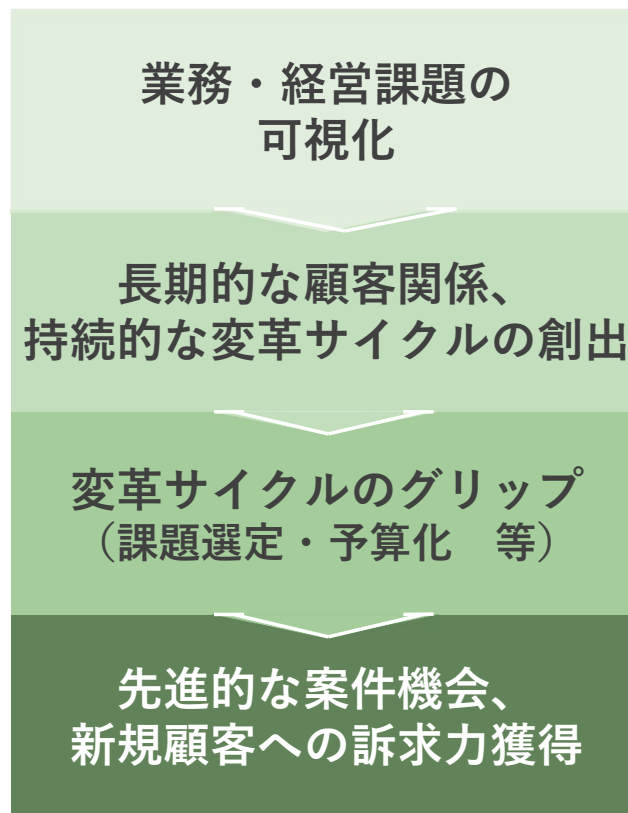 業務・経営課題の
可視化
長期的な顧客関係、
持続的な変革サイクルの創出
変革サイクルのグリップ
（課題選定・予算化　等）
先進的な案件機会、
新規顧客への訴求力獲得